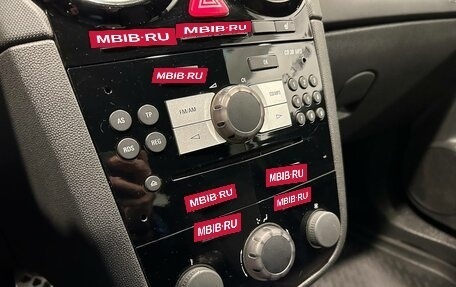 MBIB·RU
MBIB·RU
MBIB·RU
CD 30 MP3
AS
TP
RDS
REG
FM/AM
CD/MP3
MBIB·RU
MBIB·RU
MBIB·RU
MBIB·RU